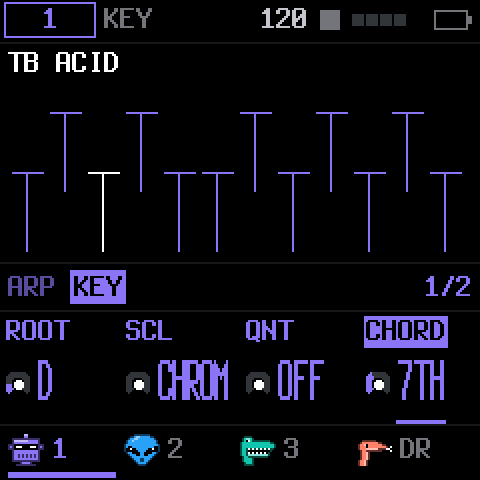 1 KEY 120
TB ACID
ARP KEY 1/2
ROOT SCL QNT CHORD
D CHROM OFF 7TH
1 2 3 DR